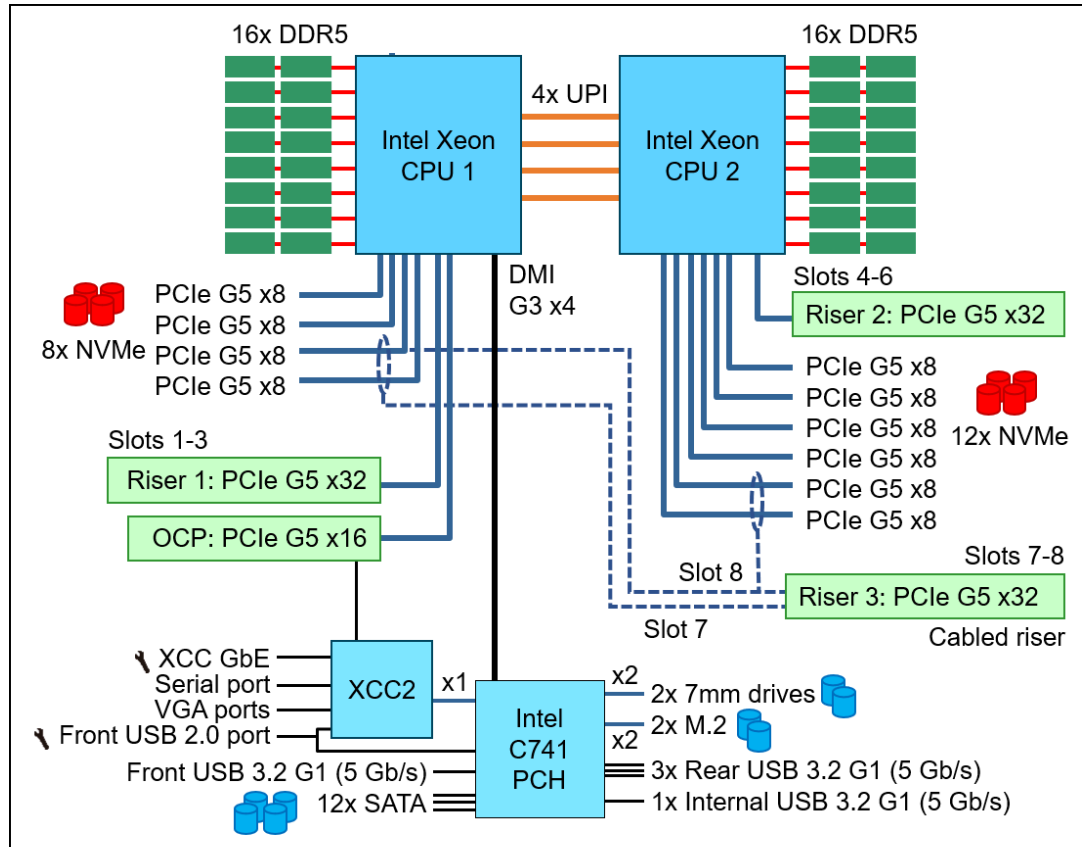 16x DDR5
16x DDR5
4x UPI
Intel Xeon
CPU 1
Intel Xeon
CPU 2
DMI
G3 x4
PCIe G5 x8
PCIe G5 x8
PCIe G5 x8
PCIe G5 x8
8x NVMe
Slots 4-6
Riser 2: PCIe G5 x32
PCIe G5 x8
PCIe G5 x8
PCIe G5 x8
PCIe G5 x8
PCIe G5 x8
PCIe G5 x8
12x NVMe
Slots 1-3
Riser 1: PCIe G5 x32
OCP: PCIe G5 x16
Slots 7-8
Slot 8
Riser 3: PCIe G5 x32
Slot 7
Cabled riser
XCC GbE
Serial port
VGA ports
Front USB 2.0 port
XCC2
x1
Intel
C741
PCH
x2
2x 7mm drives
2x M.2
x2
Front USB 3.2 G1 (5 Gb/s)
12x SATA
3x Rear USB 3.2 G1 (5 Gb/s)
1x Internal USB 3.2 G1 (5 Gb/s)